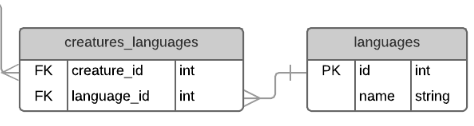 creatures_languages
FK creature_id int
FK language_id int
languages
PK id int
name string